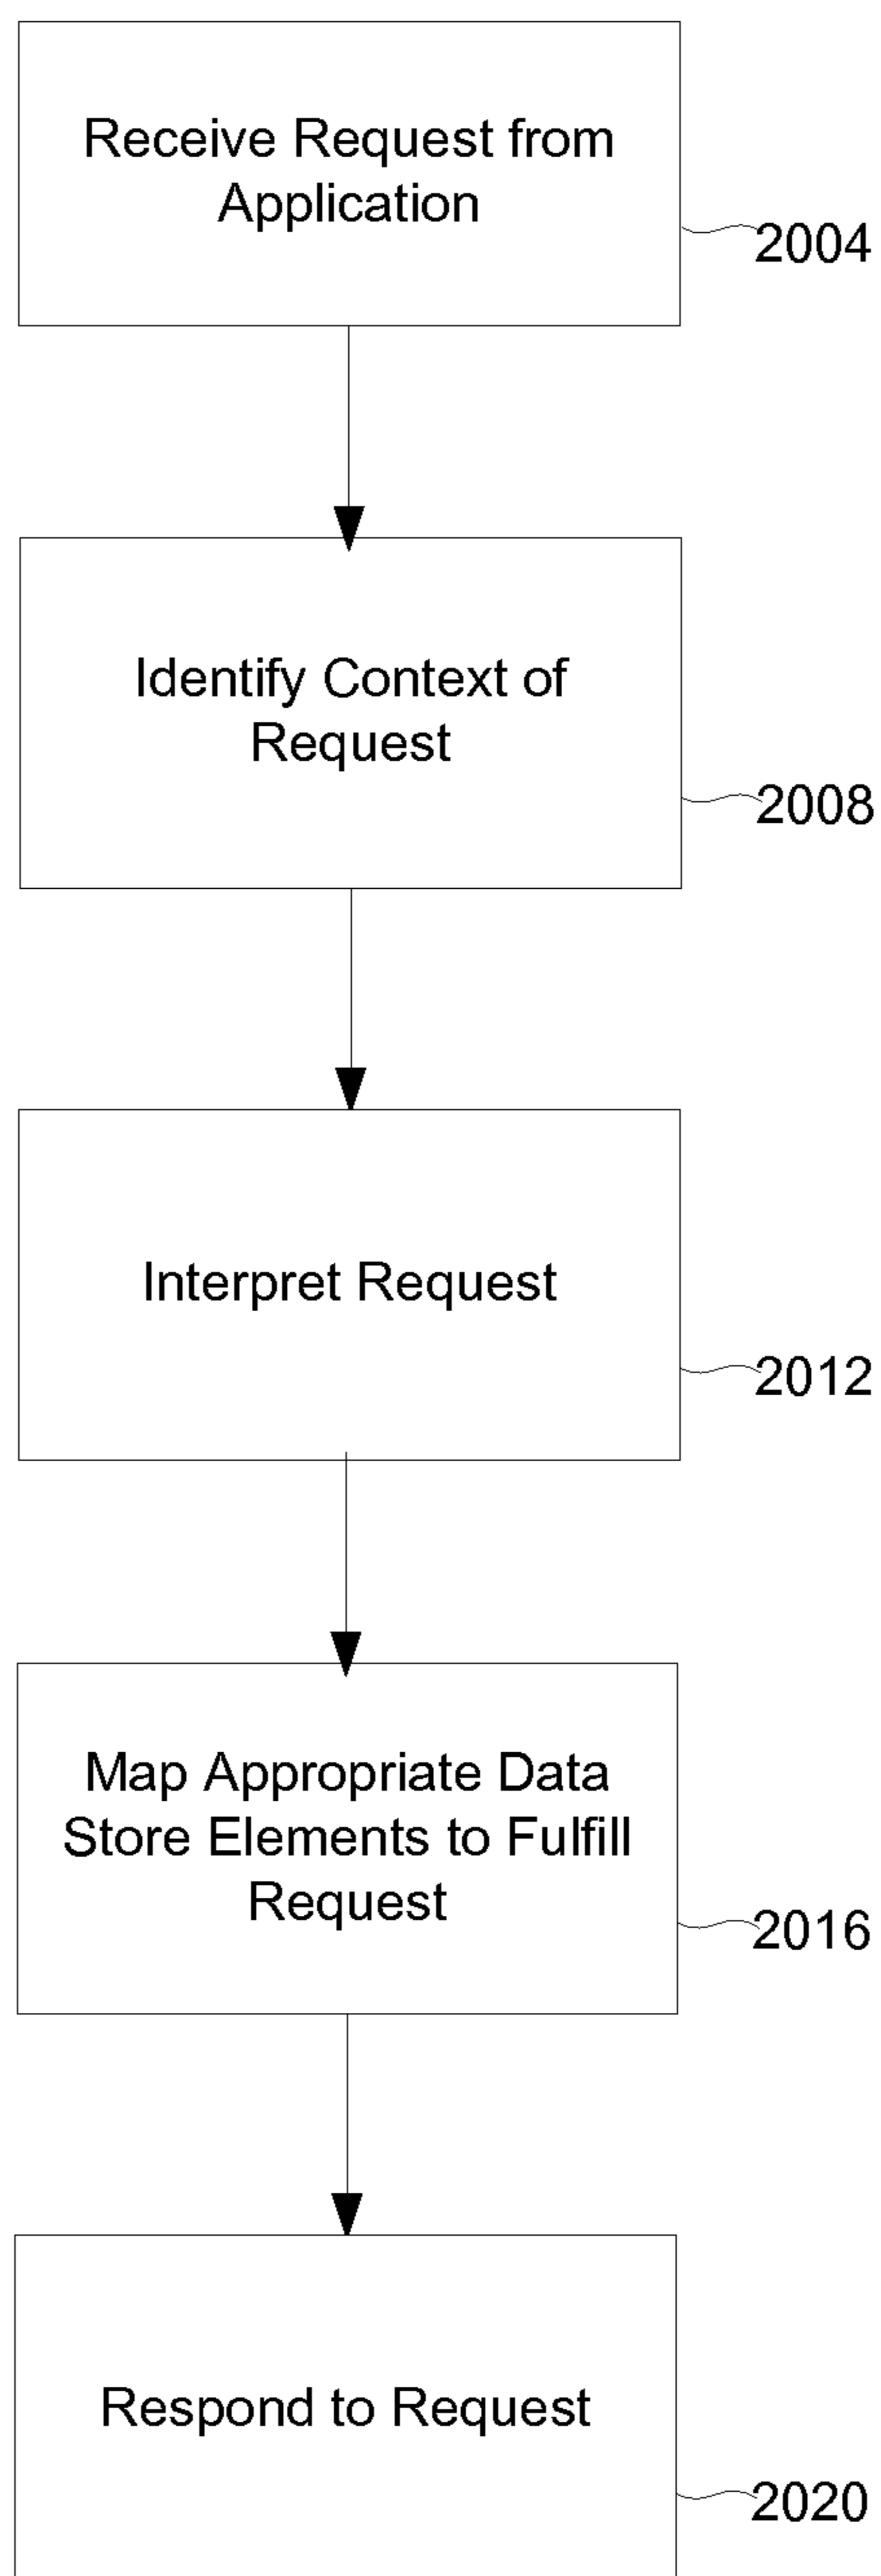 Receive Request from
Application
2004
Identify Context of
Request
2008
Interpret Request
2012
Map Appropriate Data
Store Elements to Fulfill
Request
2016
Respond to Request
2020